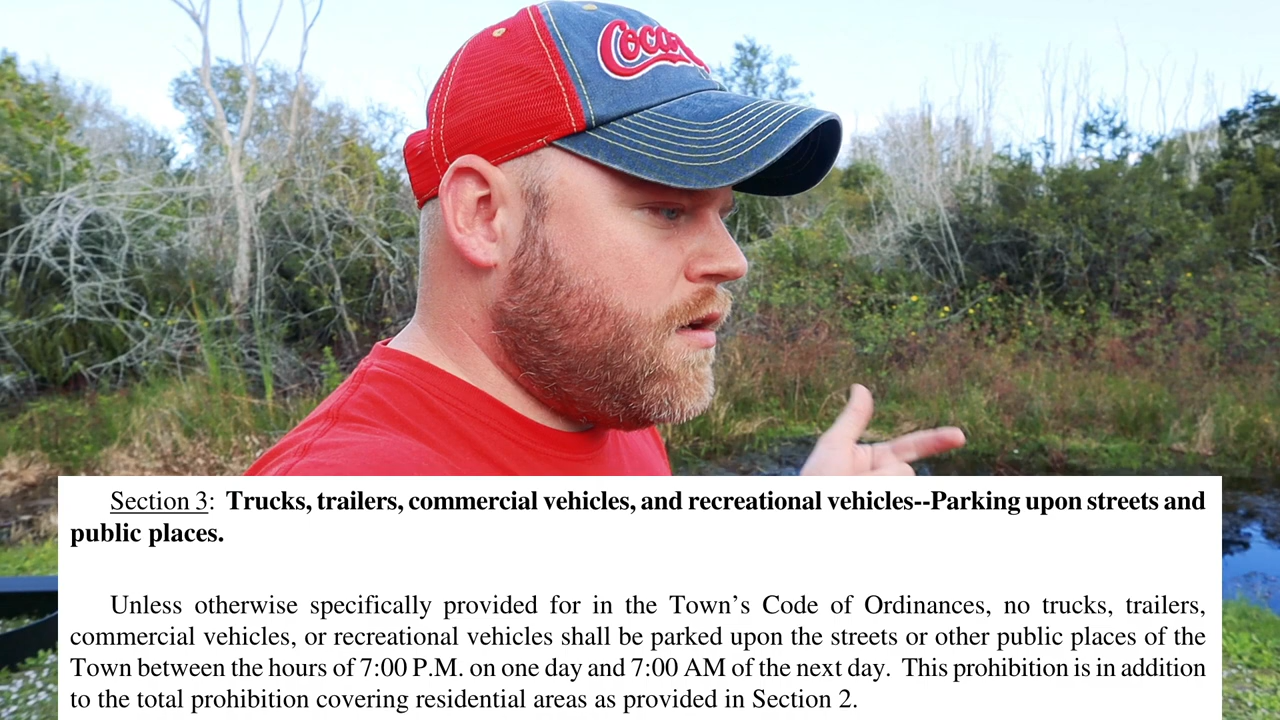 Coca
Section 3: Trucks, trailers, commercial vehicles, and recreational vehicles--Parking upon streets and
public places.
Unless otherwise specifically provided for in the Town's Code of Ordinances, no trucks, trailers,
commercial vehicles, or recreational vehicles shall be parked upon the streets or other public places of the
Town between the hours of 7:00 P.M. on one day and 7:00 AM of the next day.  This prohibition is in addition
to the total prohibition covering residential areas as provided in Section 2.